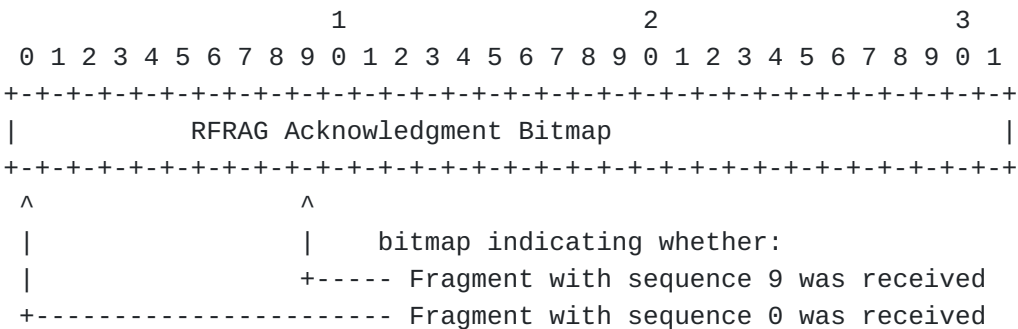 1                   2                   3
 0 1 2 3 4 5 6 7 8 9 0 1 2 3 4 5 6 7 8 9 0 1 2 3 4 5 6 7 8 9 0 1
+-+-+-+-+-+-+-+-+-+-+-+-+-+-+-+-+-+-+-+-+-+-+-+-+-+-+-+-+-+-+-+-+
|            RFRAG Acknowledgment Bitmap                         |
+-+-+-+-+-+-+-+-+-+-+-+-+-+-+-+-+-+-+-+-+-+-+-+-+-+-+-+-+-+-+-+-+
 ^                 ^
 |                 |    bitmap indicating whether:
 |                 +----- Fragment with sequence 9 was received
 +----------------------- Fragment with sequence 0 was received